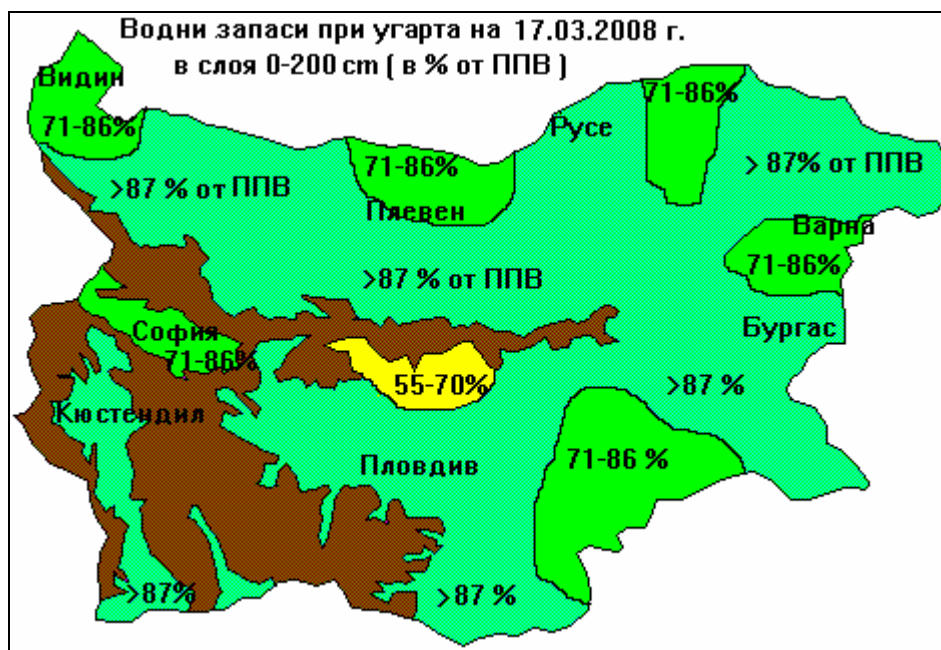 Водни запаси при угарта на 17.03.2008 г.
в слоя 0-200 cm ( в % от ППВ )
Видин
71-86%
71-86%
Русе
71-86%
>87 % от ППВ
>87% от ППВ
Плевен
Варна
71-86%
>87 % от ППВ
София
71-86%
Бургас
55-70%
>87 %
Кюстендил
Пловдив
71-86 %
>87%
>87 %